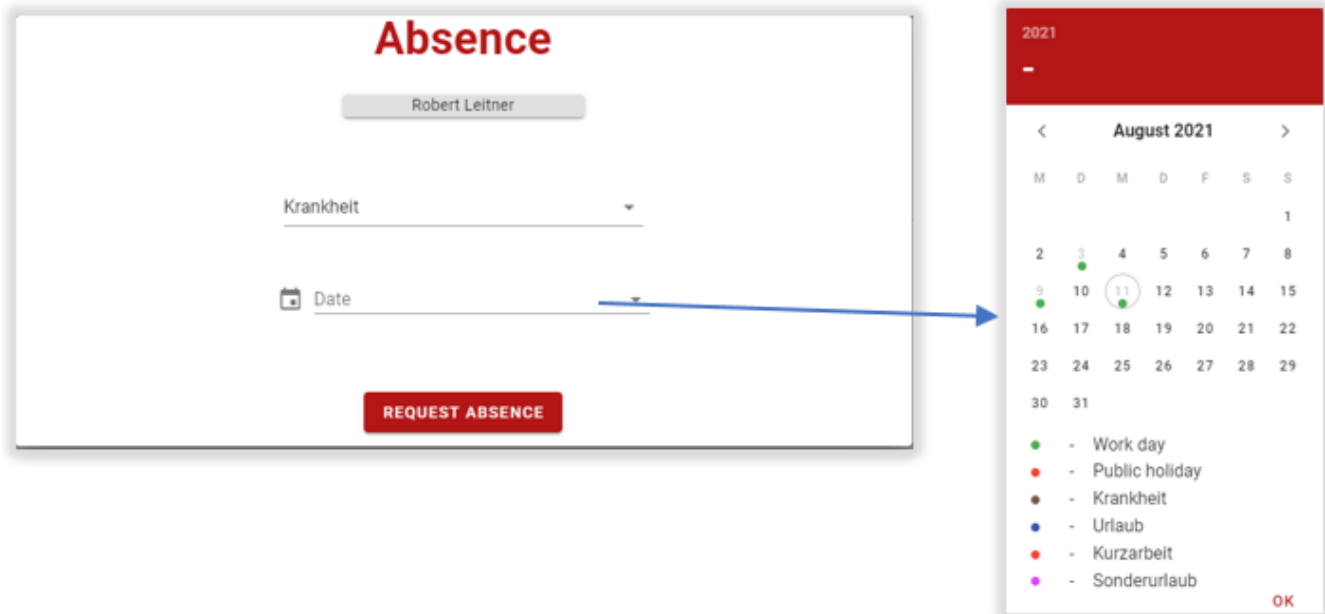 Absence
Robert Leitner
Krankheit
Date
REQUEST ABSENCE
2021
-
August 2021
M D M D F S S
1
2 3 4 5 6 7 8
9 10 11 12 13 14 15
16 17 18 19 20 21 22
23 24 25 26 27 28 29
30 31
- Work day
- Public holiday
- Krankheit
- Urlaub
- Kurzarbeit
- Sonderurlaub
OK